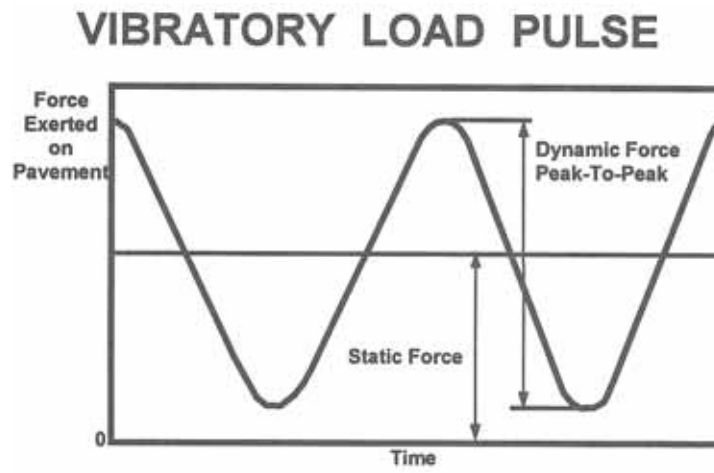 VIBRATORY LOAD PULSE
Force
Exerted
on
Pavement
Dynamic Force
Peak-To-Peak
Static Force
0
Time